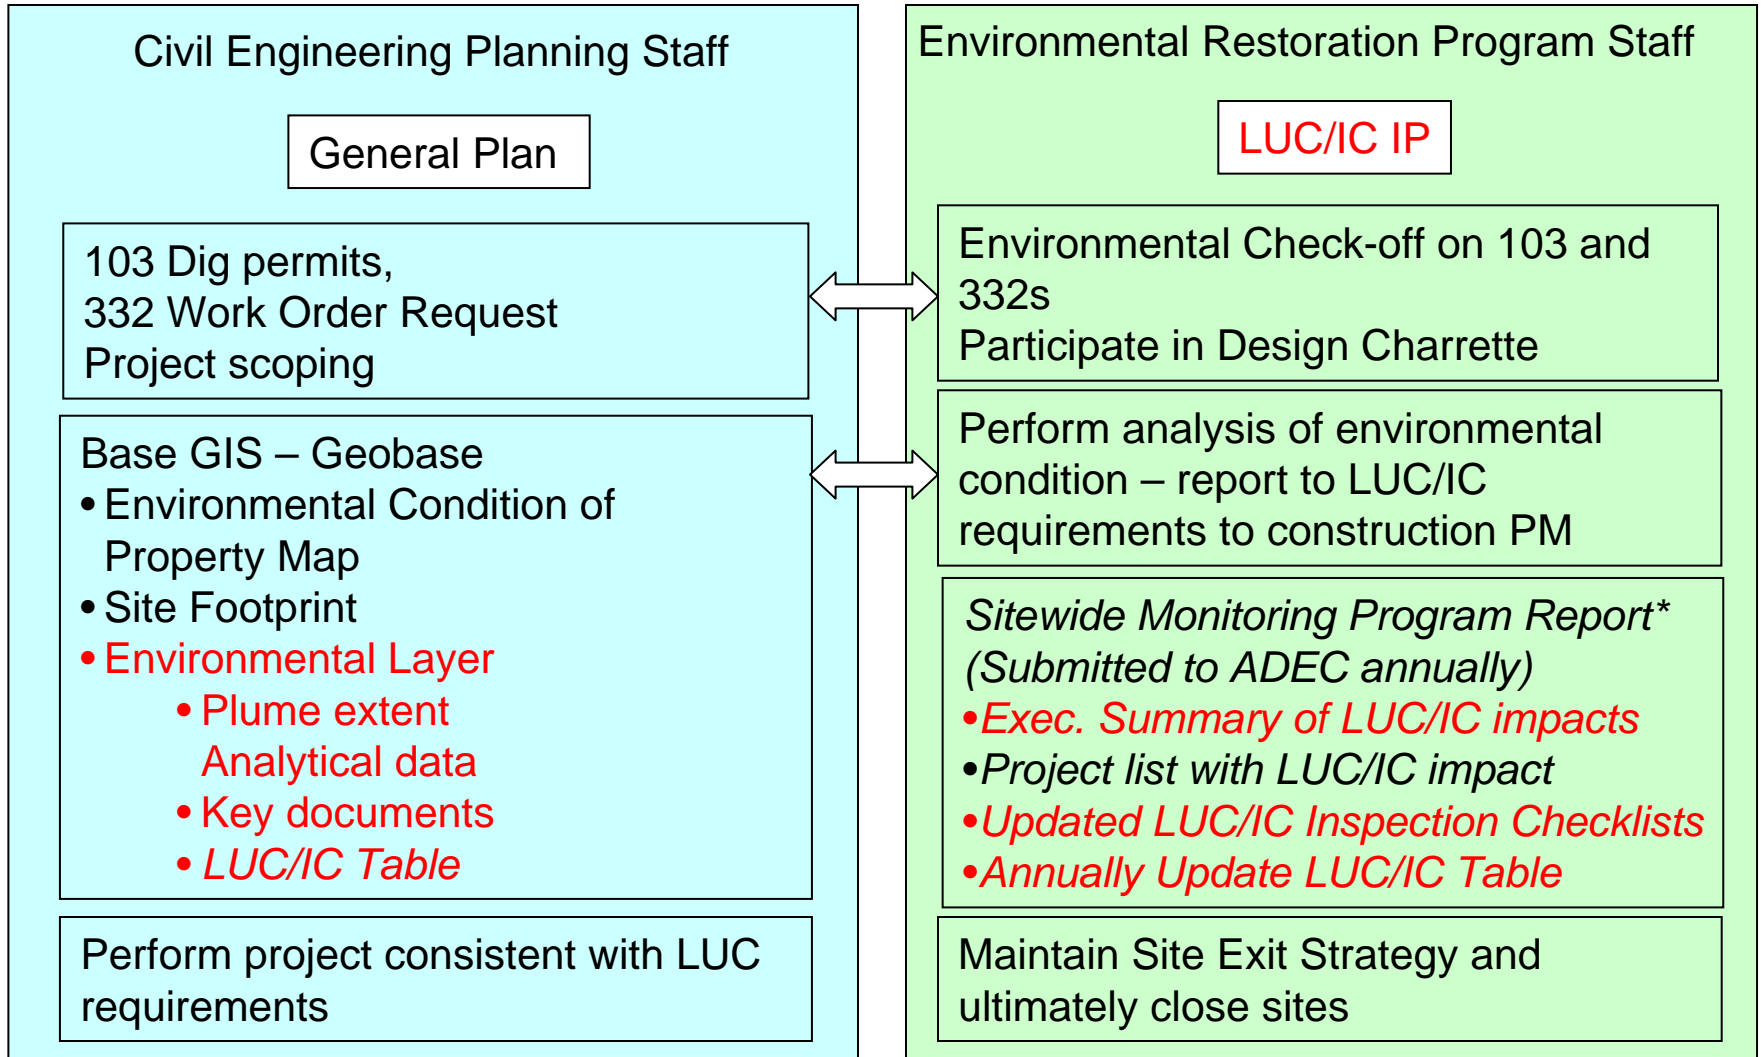 Civil Engineering Planning Staff
General Plan
103 Dig permits,
332 Work Order Request
Project scoping
Base GIS – Geobase
•Environmental Condition of
Property Map
•Site Footprint
•Environmental Layer
•Plume extent
Analytical data
•Key documents
•LUC/IC Table
Perform project consistent with LUC
requirements
Environmental Restoration Program Staff
LUC/IC IP
Environmental Check-off on 103 and
332s
Participate in Design Charrette
Perform analysis of environmental
condition – report to LUC/IC
requirements to construction PM
Sitewide Monitoring Program Report*
(Submitted to ADEC annually)
•Exec. Summary of LUC/IC impacts
•Project list with LUC/IC impact
•Updated LUC/IC Inspection Checklists
•Annually Update LUC/IC Table
Maintain Site Exit Strategy and
ultimately close sites